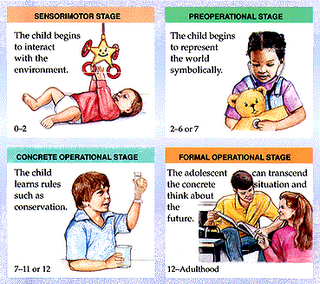 SENSORIMOTOR STAGE
The child begins
to interact
with the
environment.
0–2
PREOPERATIONAL STAGE
The child begins
to represent
the world
symbolically.
2–6 or 7
CONCRETE OPERATIONAL STAGE
The child
learns rules
such as
conservation.
7–11 or 12
FORMAL OPERATIONAL STAGE
The adolescent can transcend
the concrete situation and
think about
the
future.
12–Adulthood